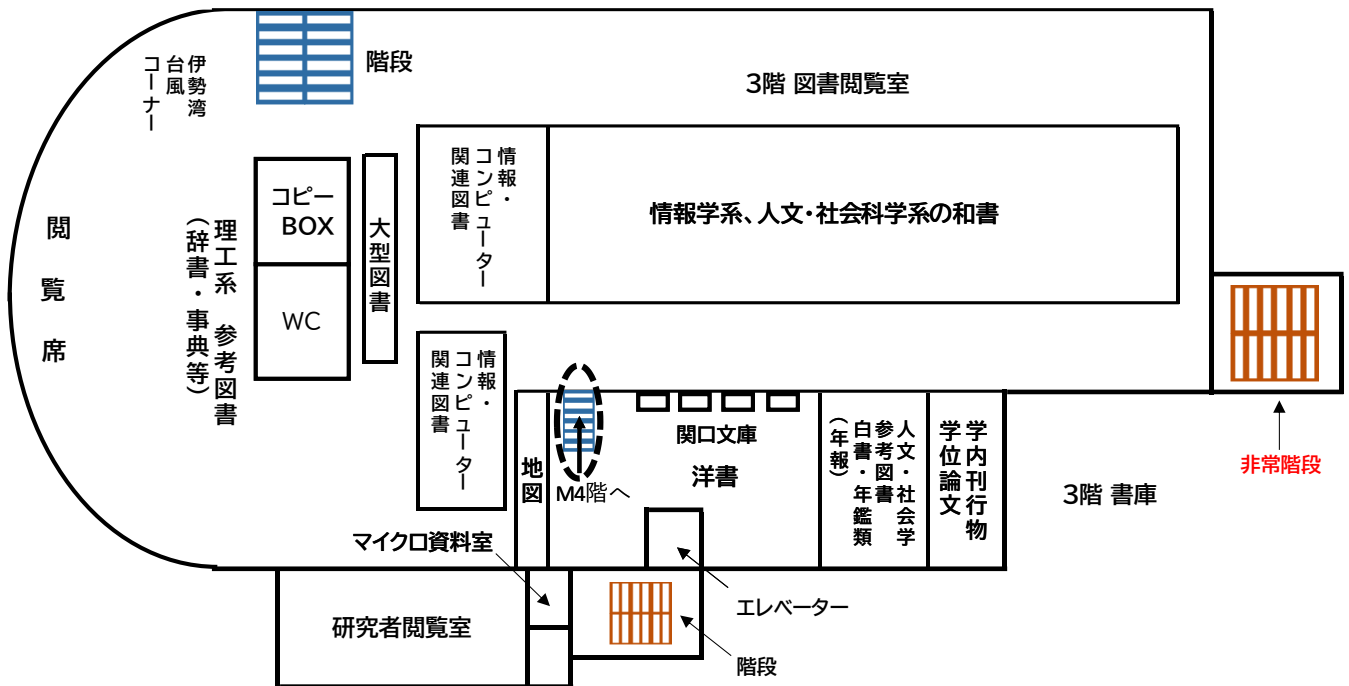 伊勢湾
台風
コーナー
階段
3階 図書閲覧室
情報・
コンピューター
関連図書
情報学系、人文・社会科学系の和書
コピー
BOX
WC
大型図書
閲覧席
理工系 参考図書
(辞書・事典等)
情報・
コンピューター
関連図書
地図
M4階へ
関口文庫
洋書
人文・社会学
参考図書
白書・年鑑類
(年報)
学内刊行物
学位論文
3階 書庫
非常階段
マイクロ資料室
研究者閲覧室
エレベーター
階段